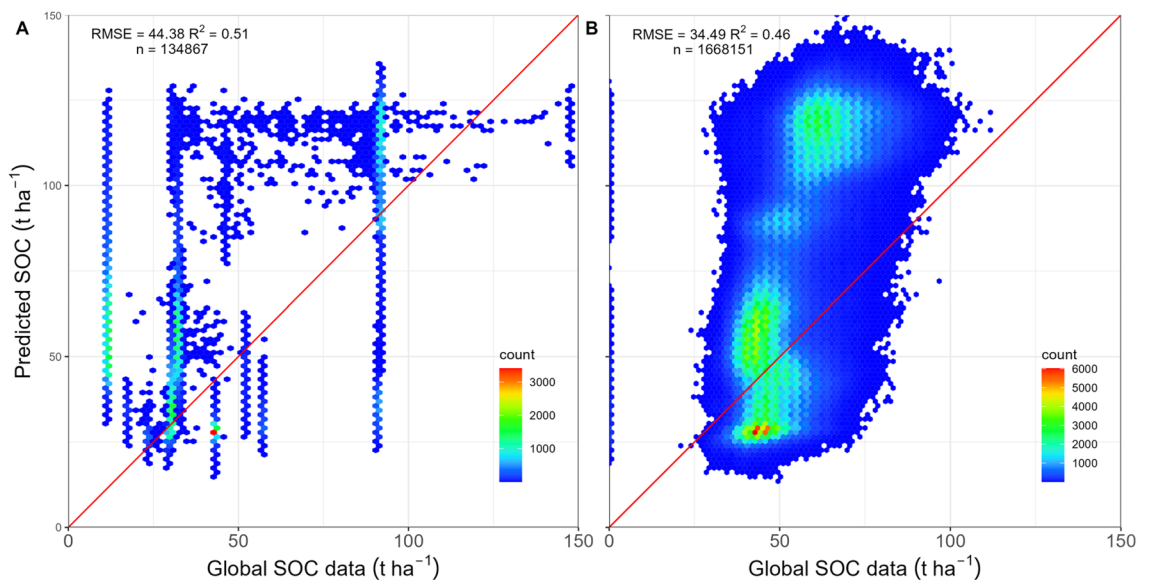 A
RMSE = 44.38 R² = 0.51
n = 134867
150
100
50
0
Predicted SOC (t ha⁻¹)
count
3000
2000
1000
0
50
100
150
Global SOC data (t ha⁻¹)
B
RMSE = 34.49 R² = 0.46
n = 1668151
count
6000
5000
4000
3000
2000
1000
0
50
100
150
Global SOC data (t ha⁻¹)